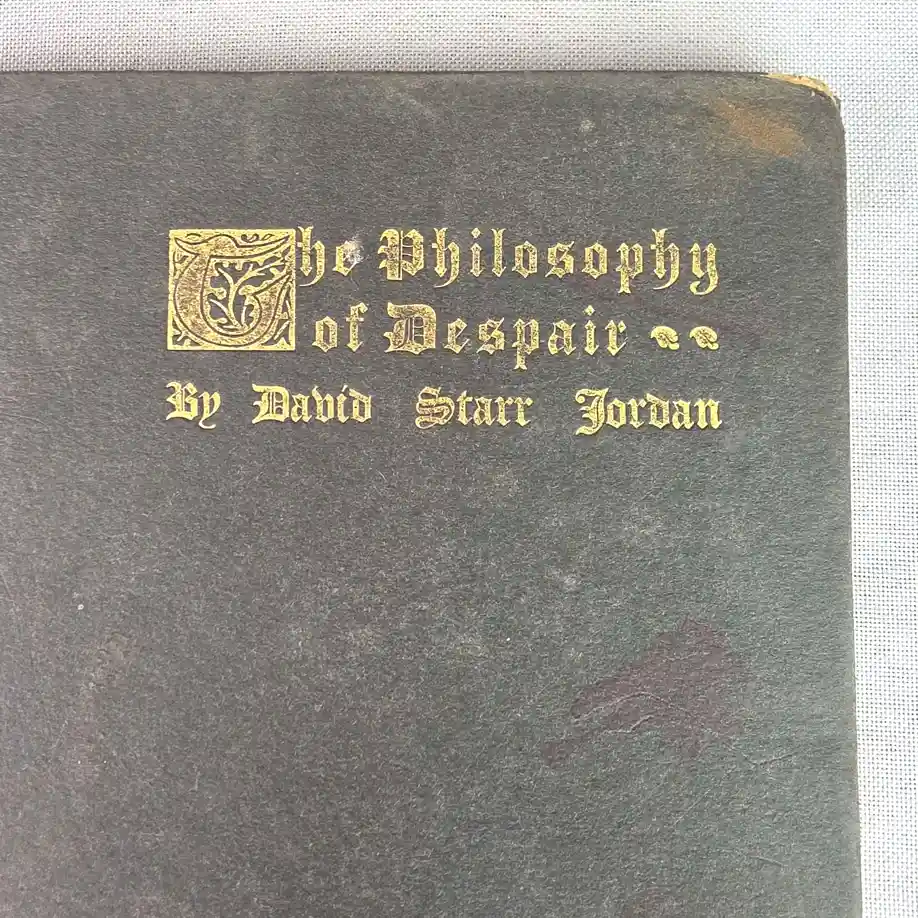 The Philosophy
of Despair
By David Starr Jordan